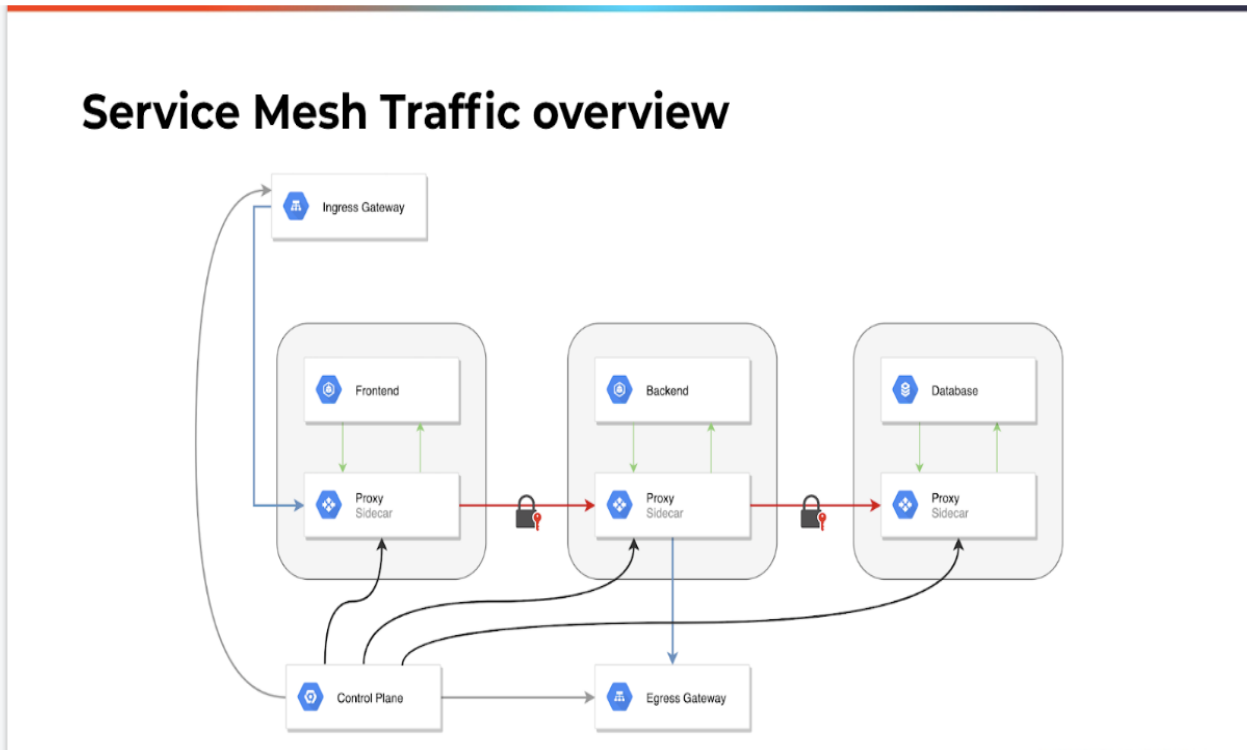 Service Mesh Traffic overview
Ingress Gateway
Frontend
Backend
Database
Proxy
Sidecar
Proxy
Sidecar
Proxy
Sidecar
Control Plane
Egress Gateway